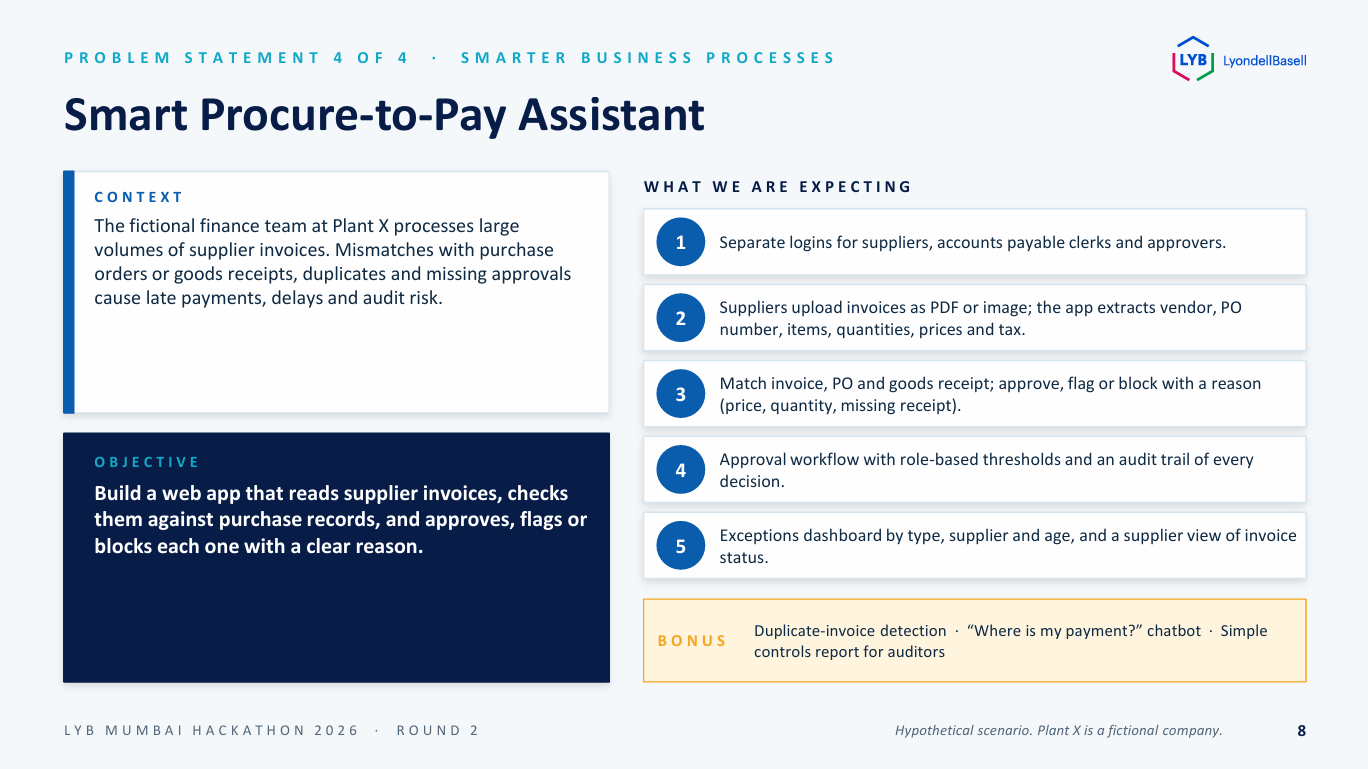 PROBLEM STATEMENT 4 OF 4 · SMARTER BUSINESS PROCESSES
LYB LyondellBasell
Smart Procure-to-Pay Assistant
CONTEXT
The fictional finance team at Plant X processes large
volumes of supplier invoices. Mismatches with purchase
orders or goods receipts, duplicates and missing approvals
cause late payments, delays and audit risk.
OBJECTIVE
Build a web app that reads supplier invoices, checks
them against purchase records, and approves, flags or
blocks each one with a clear reason.
WHAT WE ARE EXPECTING
1 Separate logins for suppliers, accounts payable clerks and approvers.
2 Suppliers upload invoices as PDF or image; the app extracts vendor, PO
number, items, quantities, prices and tax.
3 Match invoice, PO and goods receipt; approve, flag or block with a reason
(price, quantity, missing receipt).
4 Approval workflow with role-based thresholds and an audit trail of every
decision.
5 Exceptions dashboard by type, supplier and age, and a supplier view of invoice
status.
BONUS Duplicate-invoice detection · “Where is my payment?” chatbot · Simple
controls report for auditors
LYB MUMBAI HACKATHON 2026 · ROUND 2
Hypothetical scenario. Plant X is a fictional company.
8